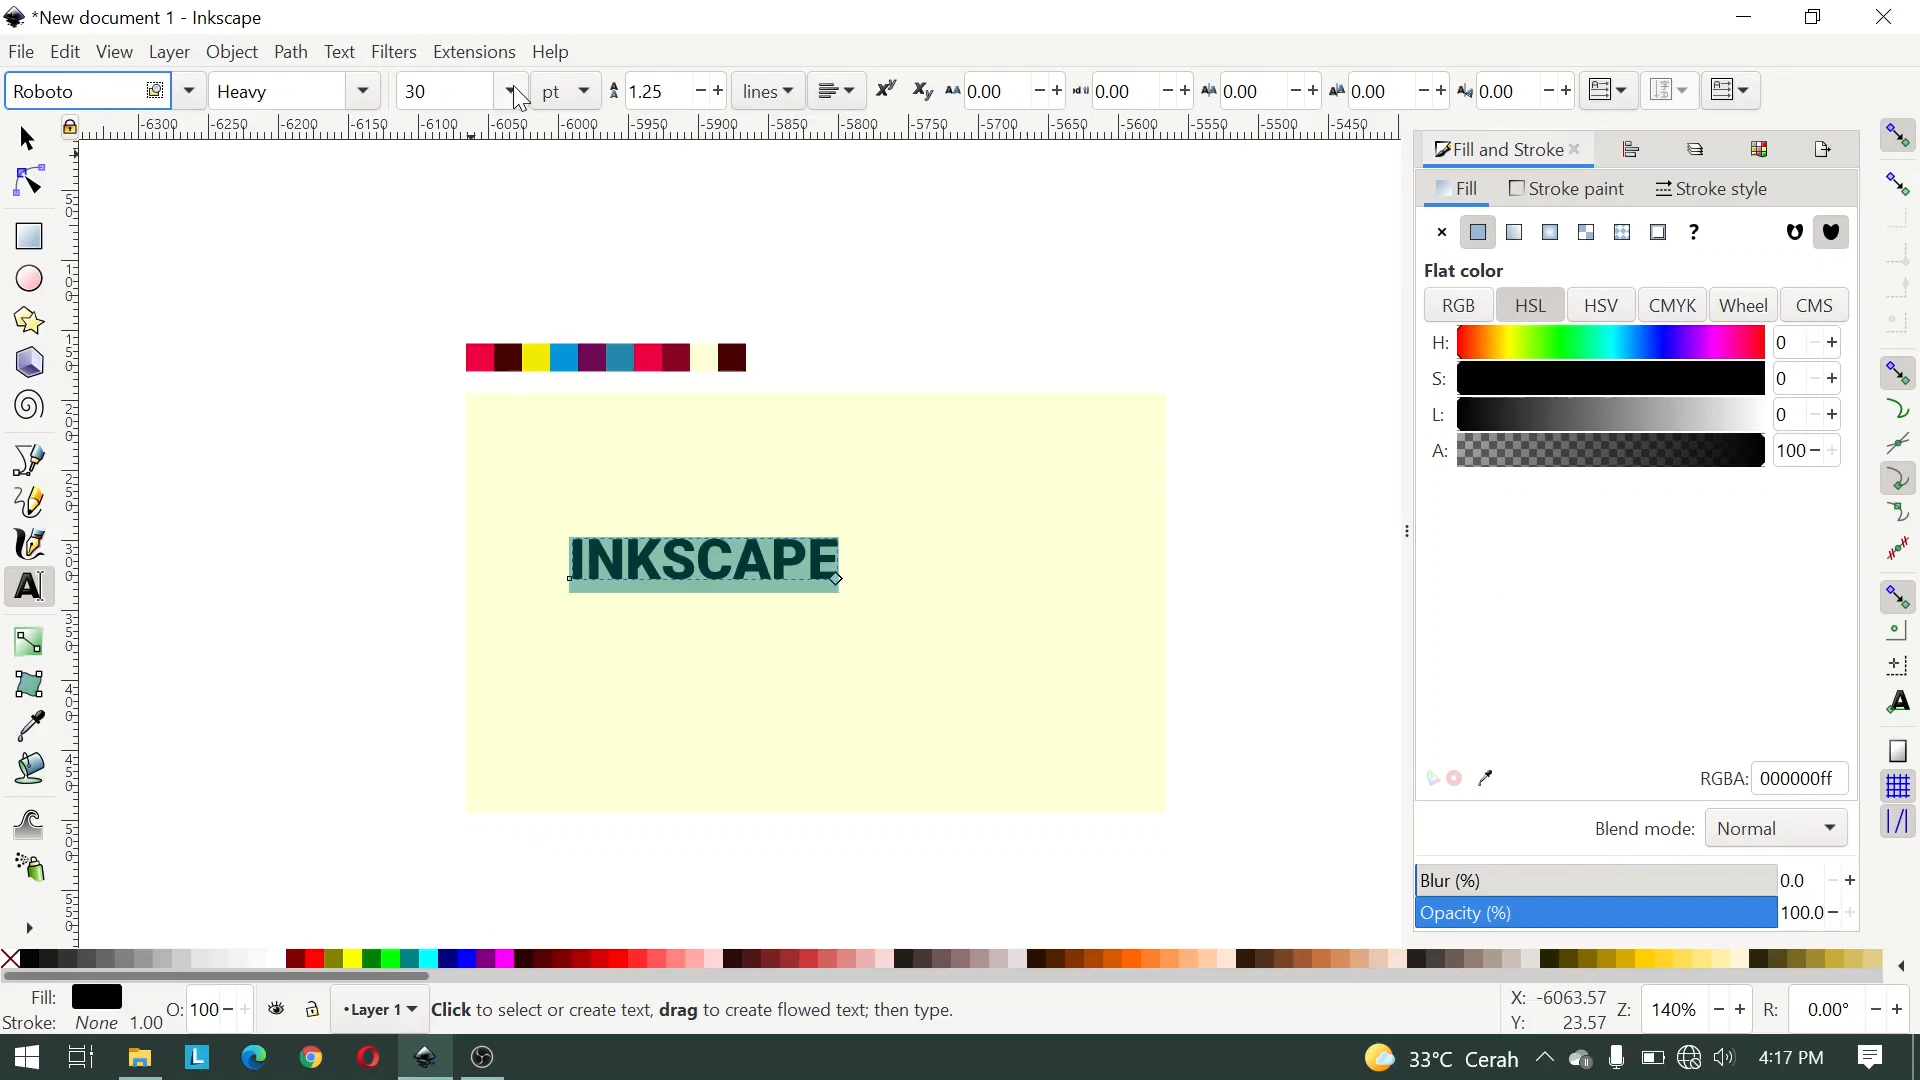 *New document 1 - Inkscape
File Edit View Layer Object Path Text Filters Extensions Help
Roboto Heavy 30 pt 1.25 lines 0.00 0.00 0.00 0.00 0.00
-6300 -6250 -6200 -6150 -6100 -6050 -6000 -5950 -5900 -5850 -5800 -5750 -5700 -5650 -5600 -5550 -5500 -5450
Fill and Stroke
Fill Stroke paint Stroke style
?
Flat color
RGB HSL HSV CMYK Wheel CMS
H: 0
S: 0
L: 0
A: 100
INKSCAPE
RGBA: 000000ff
Blend mode: Normal
Blur (%) 0.0
Opacity (%) 100.0
Fill: O: 100 •Layer 1 Click to select or create text, drag to create flowed text; then type. X: -6063.57 Z: 140% R: 0.00°
Stroke: None 1.00 Y: 23.57
33°C Cerah 4:17 PM